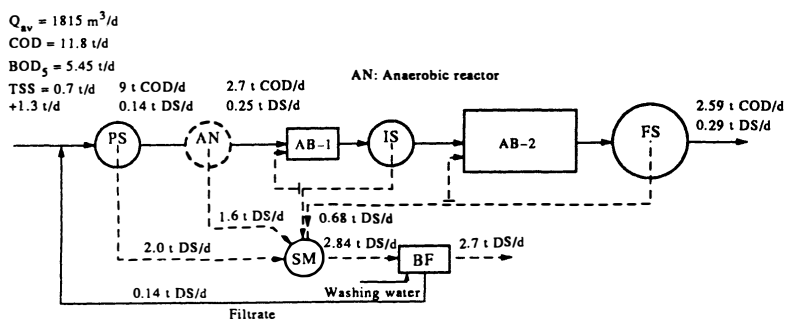 Q_av = 1815 m³/d
COD = 11.8 t/d
BOD₅ = 5.45 t/d
TSS = 0.7 t/d
+1.3 t/d
9 t COD/d
0.14 t DS/d
2.7 t COD/d
0.25 t DS/d
AN: Anaerobic reactor
2.59 t COD/d
0.29 t DS/d
PS
AN
AB-1
IS
AB-2
FS
1.6 t DS/d
0.68 t DS/d
2.0 t DS/d
SM
2.84 t DS/d
BF
2.7 t DS/d
0.14 t DS/d
Washing water
Filtrate